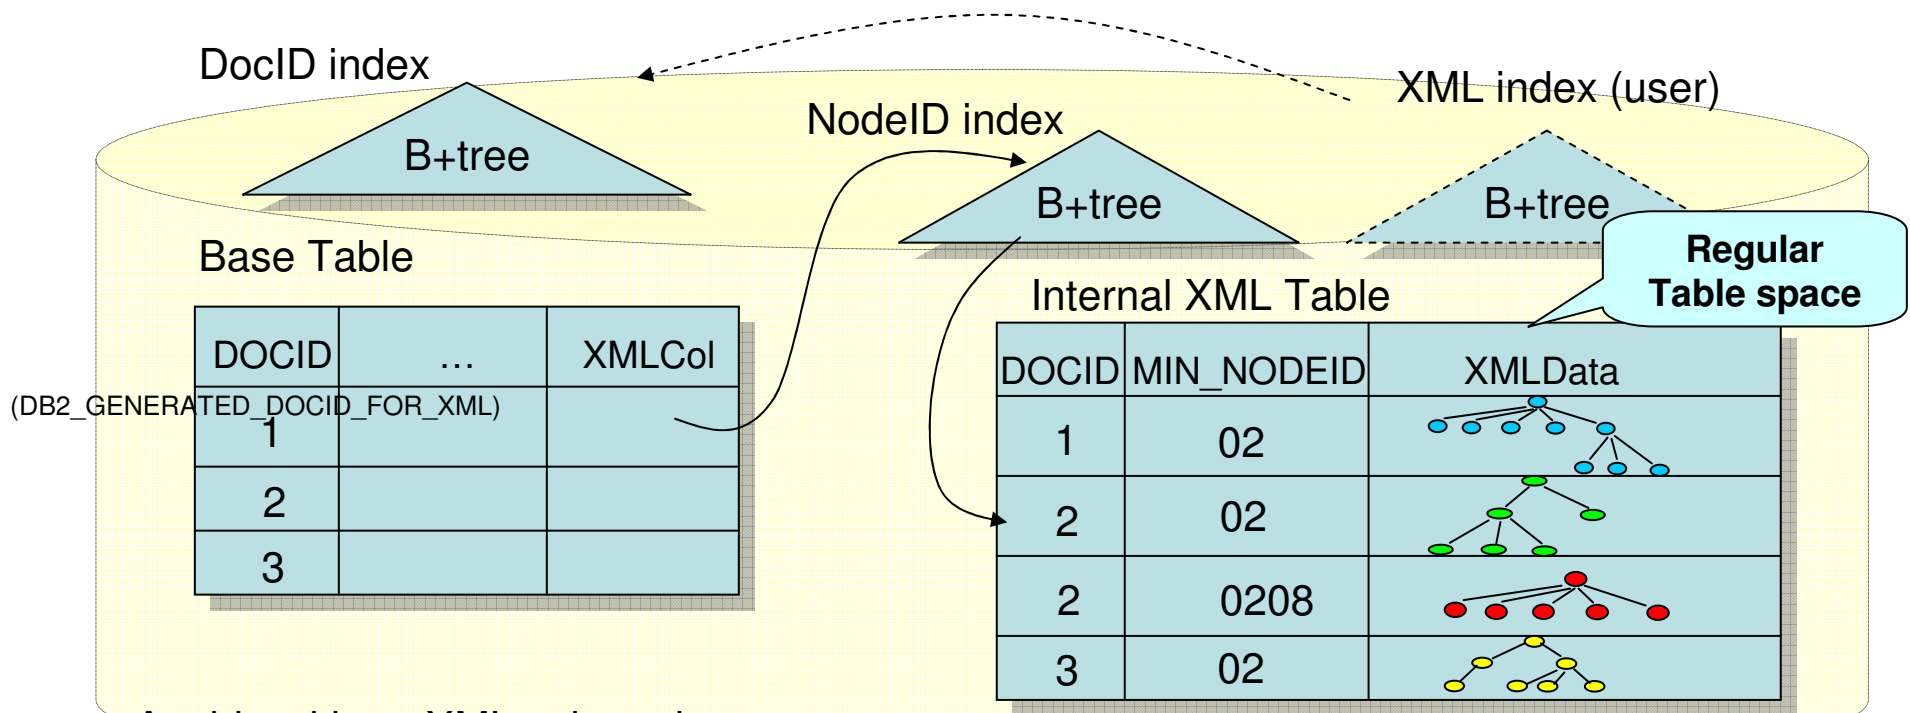 DocID index
XML index (user)
NodeID index
B+tree
B+tree
B+tree
Base Table
Regular
Table space
Internal XML Table
DOCID … XMLCol
(DB2_GENERATED_DOCID_FOR_XML)
1
2
3
DOCID MIN_NODEID XMLData
1 02
2 02
2 0208
3 02